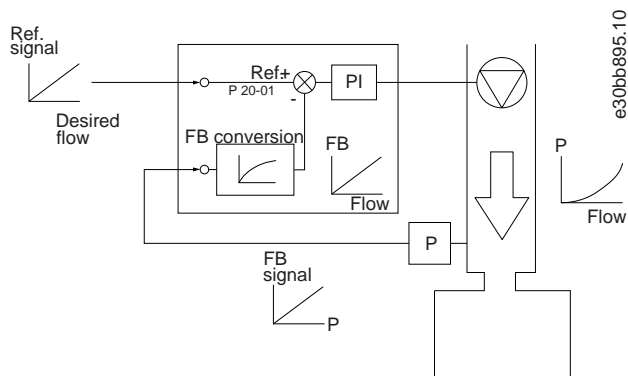 Ref.
signal
Desired
flow
Ref.
+
-
P 20-01
PI
FB conversion
FB
Flow
P
FB
signal
P
P
Flow
e30bb895.10